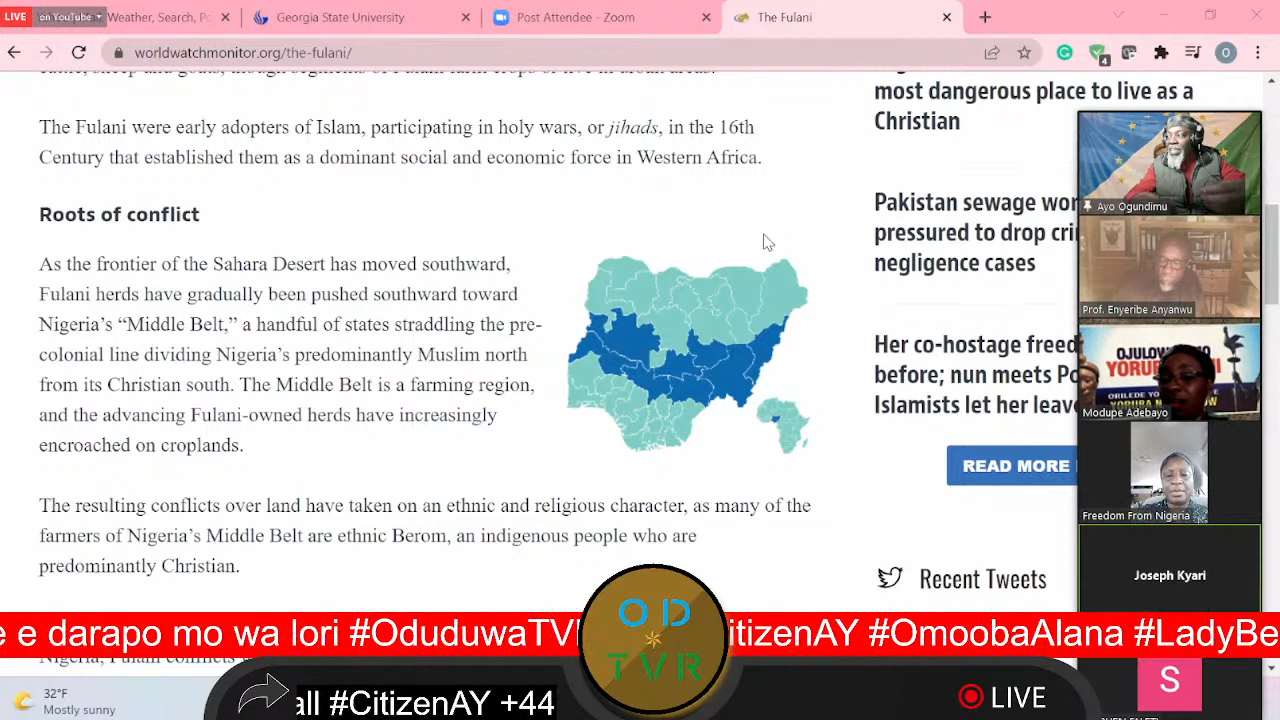 LIVE on YouTube
Weather, Search, Po
Georgia State University
Post Attendee - Zoom
The Fulani
worldwatchmonitor.org/the-fulani/
4
O
The Fulani were early adopters of Islam, participating in holy wars, or jihads, in the 16th
Century that established them as a dominant social and economic force in Western Africa.
Roots of conflict
As the frontier of the Sahara Desert has moved southward,
Fulani herds have gradually been pushed southward toward
Nigeria's “Middle Belt,” a handful of states straddling the pre-
colonial line dividing Nigeria's predominantly Muslim north
from its Christian south. The Middle Belt is a farming region,
and the advancing Fulani-owned herds have increasingly
encroached on croplands.
The resulting conflicts over land have taken on an ethnic and religious character, as many of the
farmers of Nigeria's Middle Belt are ethnic Berom, an indigenous people who are
predominantly Christian.
most dangerous place to live as a
Christian
Pakistan sewage wor
pressured to drop cri
negligence cases
Her co-hostage freed
before; nun meets Po
Islamists let her leave
READ MORE
Recent Tweets
Ayo Ogundimu
Prof. Enyeribe Anyanwu
OJULOWO
YORUB
Modupe Adebayo
Freedom From Nigeria
Joseph Kyari
S
e e darapo mo wa lori #OduduwaTV
itizenAY #OmoobaAlana #LadyBe
OD
TVR
32°F
Mostly sunny
all #CitizenAY +44
LIVE